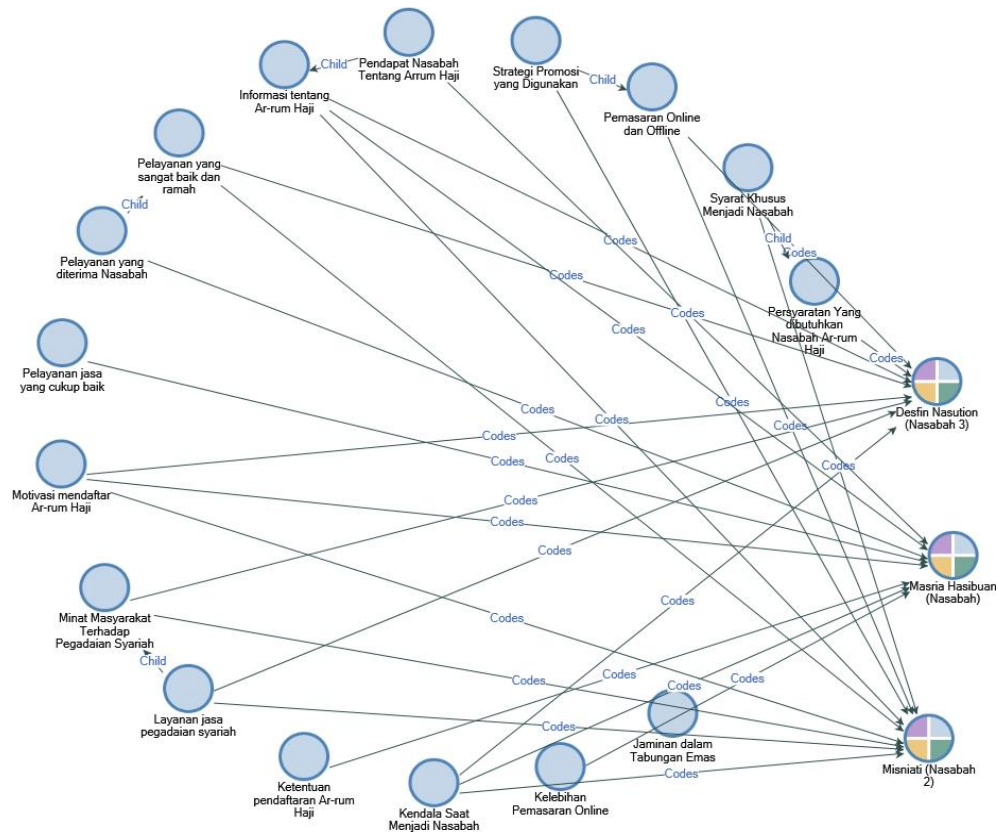 Pendapat Nasabah
Tentang Arrum Haji
Child
Informasi tentang
Ar-rum Haji
Strategi Promosi
yang Digunakan
Child
Pemasaran Online
dan Offline
Pelayanan yang
sangat baik dan
ramah
Child
Pelayanan yang
diterima Nasabah
Syarat Khusus
Menjadi Nasabah
Child
Codes
Persyaratan Yang
dibutuhkan
Nasabah Ar-rum
Haji
Codes
Codes
Codes
Codes
Codes
Pelayanan jasa
yang cukup baik
Desfin Nasution
(Nasabah 3)
Codes
Codes
Codes
Codes
Codes
Codes
Motivasi mendaftar
Ar-rum Haji
Codes
Codes
Masria Hasibuan
(Nasabah)
Codes
Codes
Minat Masyarakat
Terhadap
Pegadaian Syariah
Child
Codes
Codes
Codes
Layanan jasa
pegadaian syariah
Codes
Codes
Jaminan dalam
Tabungan Emas
Misniati (Nasabah
2)
Codes
Codes
Ketentuan
pendaftaran Ar-rum
Haji
Kendala Saat
Menjadi Nasabah
Kelebihan
Pemasaran Online